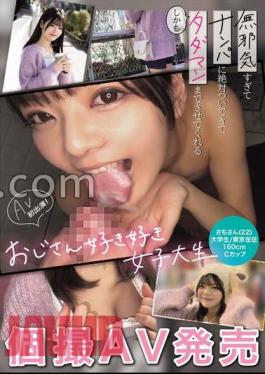 無邪気すぎて
ナンパに絶対ついてきて
しかも
タダマンまでさせてくれる
s.com
AV
初出演!
おじさん好き好き
女子大生
さちさん(22)
大学生/東京在住
160cm
Cカップ
個撮AV発売